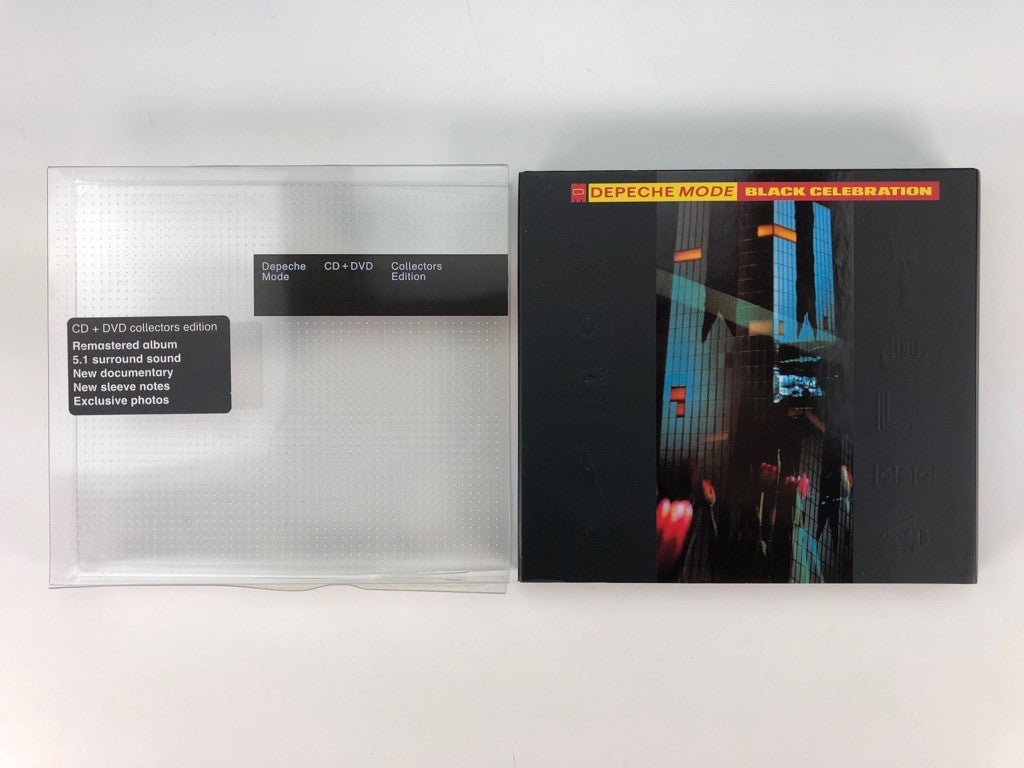 Depeche Mode
CD + DVD
Collectors Edition
CD + DVD collectors edition
Remastered album
5.1 surround sound
New documentary
New sleeve notes
Exclusive photos
DEPECHE MODE BLACK CELEBRATION